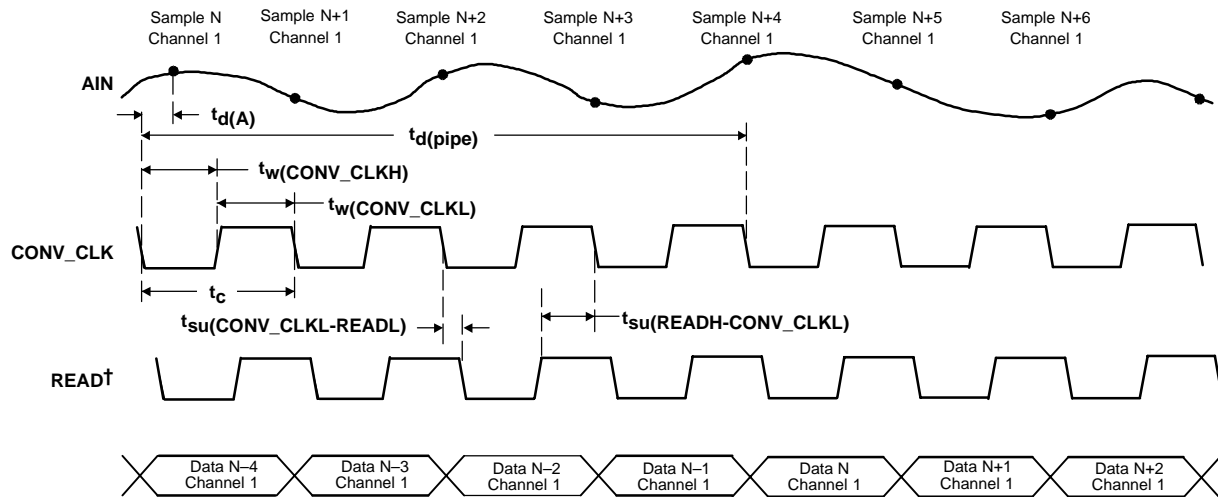 Sample N Channel 1
Sample N+1 Channel 1
Sample N+2 Channel 1
Sample N+3 Channel 1
Sample N+4 Channel 1
Sample N+5 Channel 1
Sample N+6 Channel 1
AIN
td(A)
td(pipe)
tw(CONV_CLKH)
tw(CONV_CLKL)
CONV_CLK
tc
tsu(CONV_CLKL-READL)
tsu(READH-CONV_CLKL)
READ†
Data N–4 Channel 1
Data N–3 Channel 1
Data N–2 Channel 1
Data N–1 Channel 1
Data N Channel 1
Data N+1 Channel 1
Data N+2 Channel 1